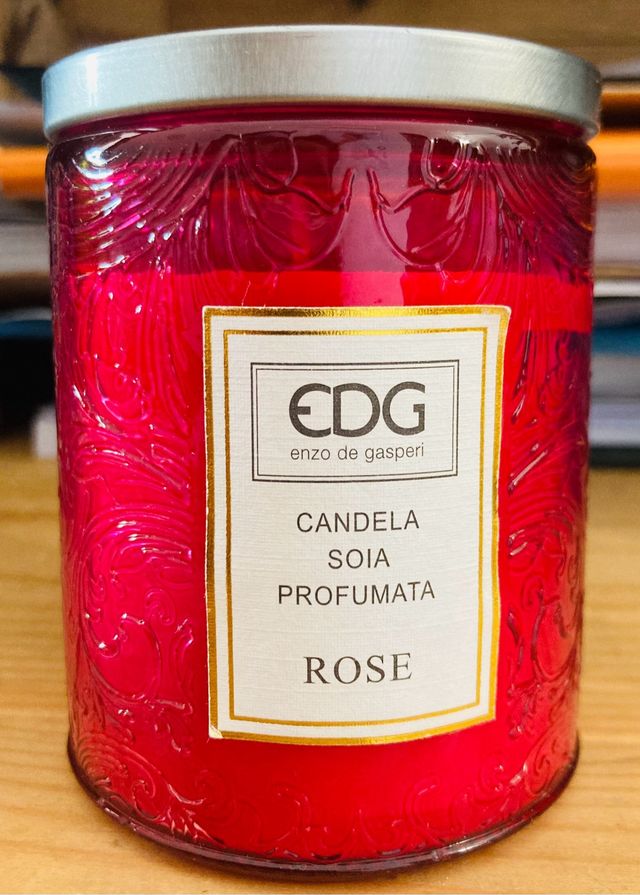 EDG
enzo de gasperi
CANDELA
SOIA
PROFUMATA
ROSE